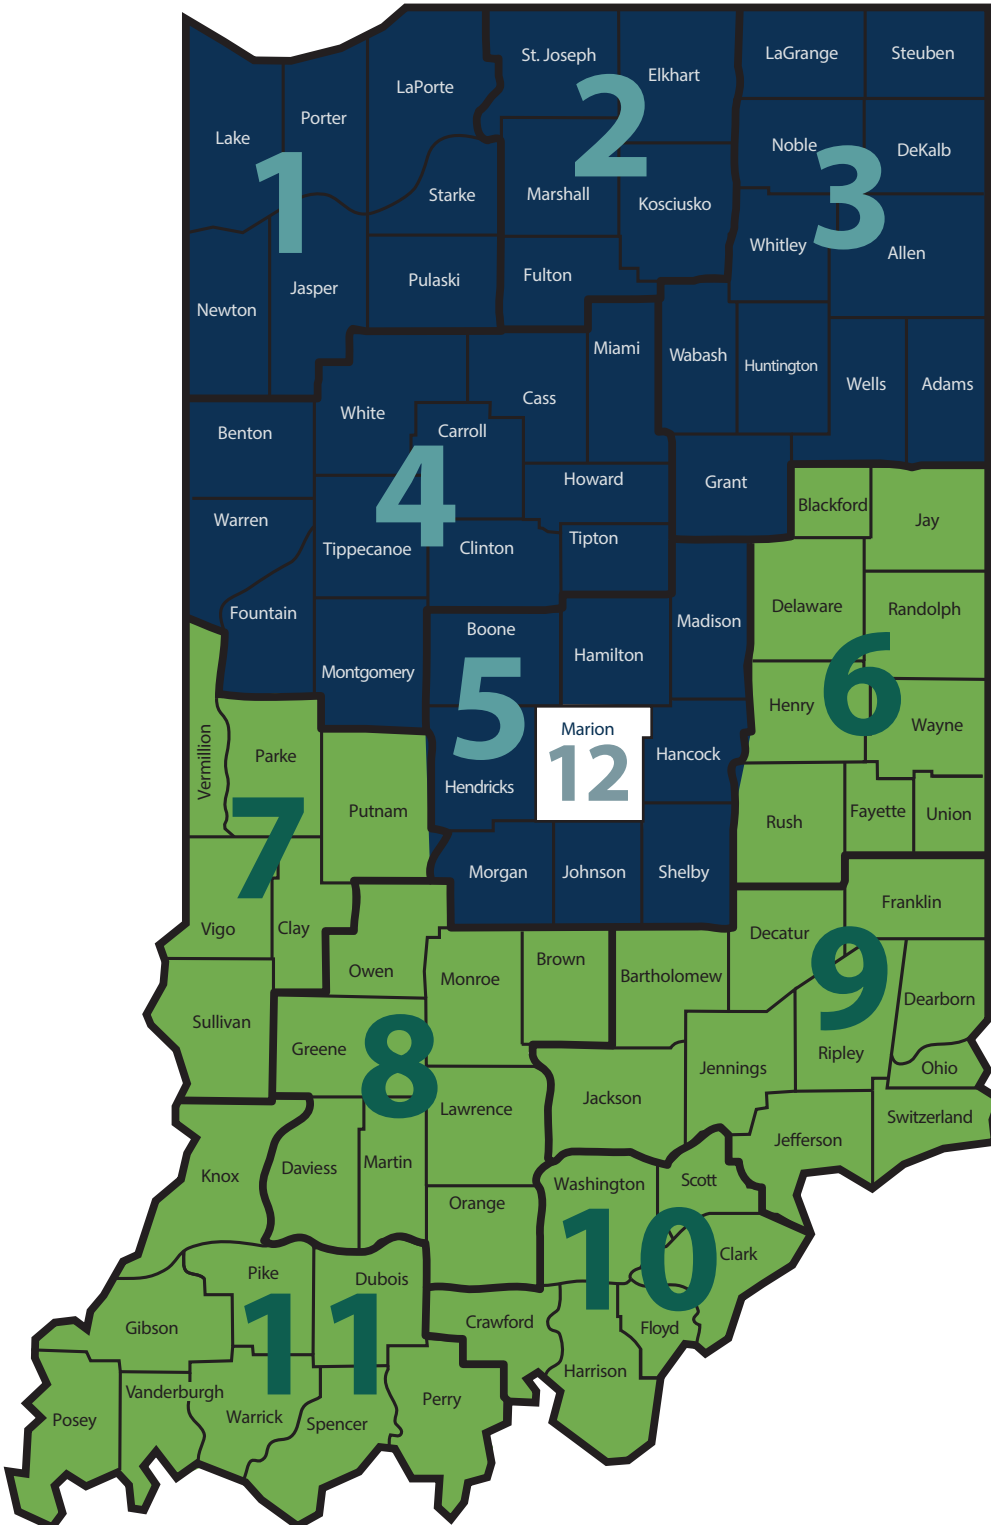 St. Joseph
Elkhart
LaGrange
Steuben
LaPorte
Porter
Lake
2
Noble
DeKalb
1
3
Starke
Marshall
Kosciusko
Whitley
Allen
Pulaski
Fulton
Jasper
Newton
Miami
Wabash
Huntington
Wells
Adams
Cass
White
Carroll
Benton
4
Howard
Grant
Blackford
Jay
Warren
Tippecanoe
Clinton
Tipton
Fountain
Boone
Madison
Delaware
Randolph
Hamilton
Montgomery
5
6
Henry
Wayne
Marion
12
Hancock
Vermillion
Parke
Hendricks
Putnam
7
Rush
Fayette
Union
Morgan
Johnson
Shelby
Franklin
Vigo
Clay
Decatur
Owen
Monroe
Brown
Bartholomew
9
Dearborn
Sullivan
Greene
8
Ripley
Jennings
Ohio
Jackson
Lawrence
Switzerland
Jefferson
Daviess
Martin
Knox
Washington
Scott
Orange
10
Clark
Pike
Dubois
11
Gibson
Crawford
Floyd
Harrison
Vanderburgh
Perry
Posey
Warrick
Spencer